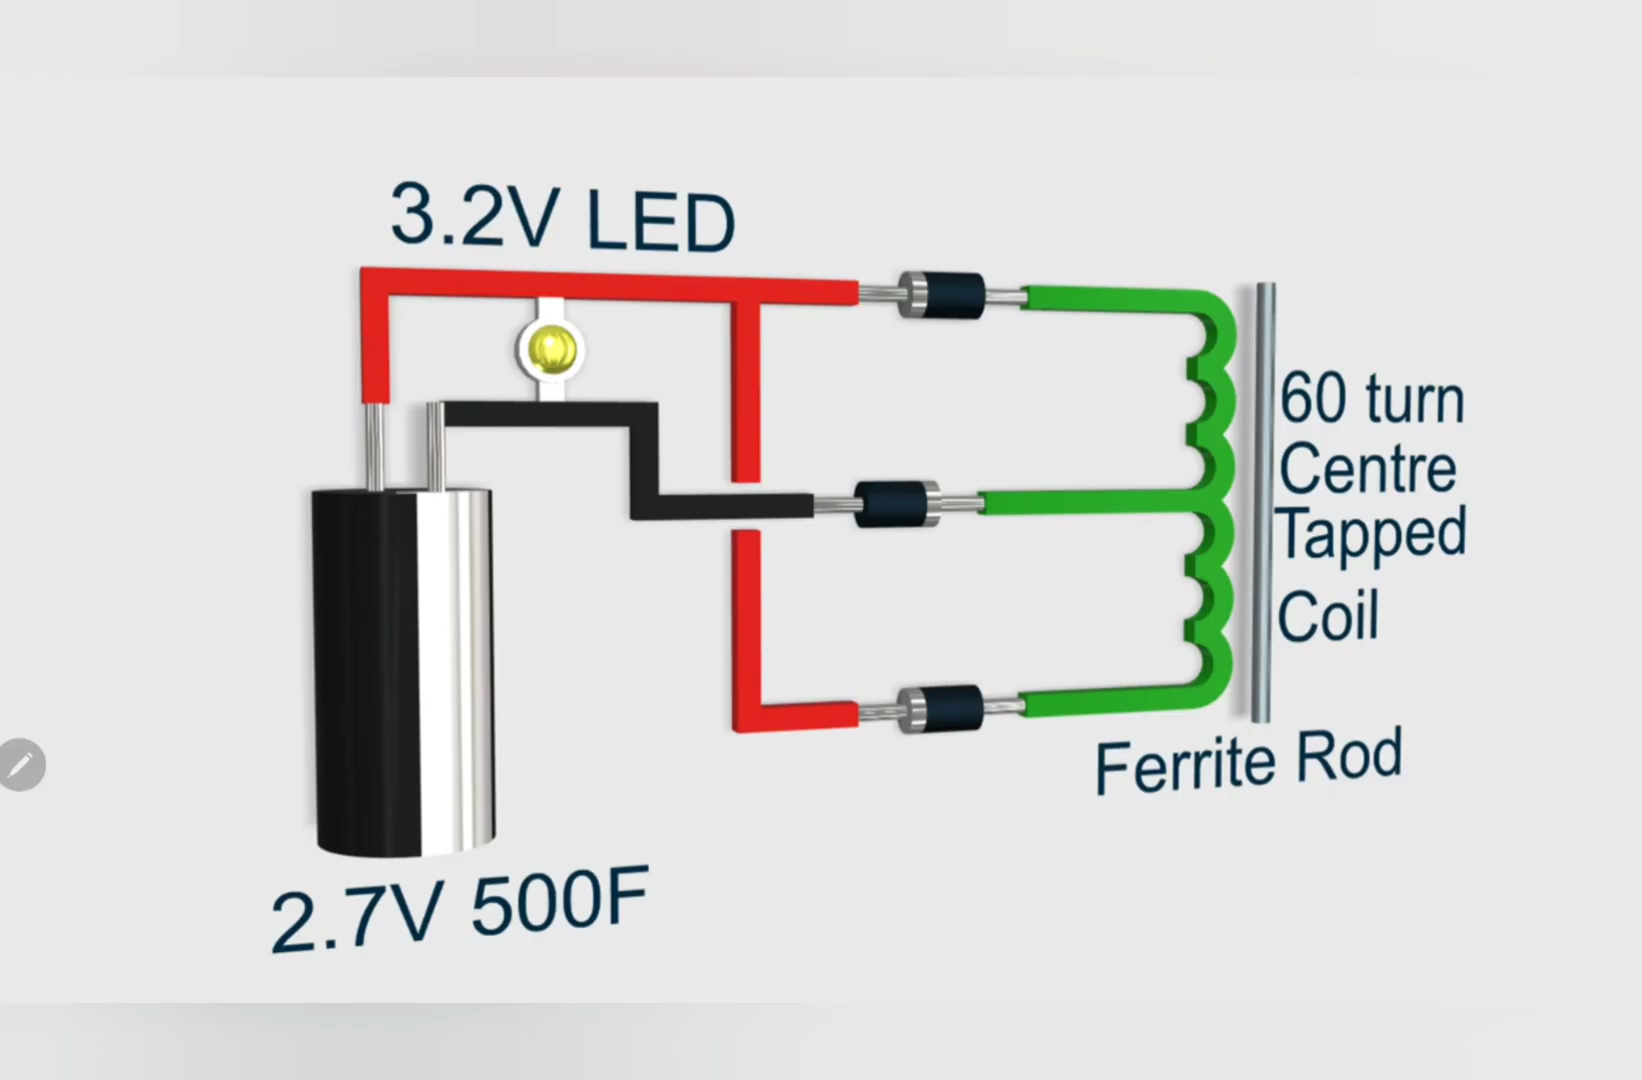 3.2V LED
60 turn
Centre
Tapped
Coil
Ferrite Rod
2.7V 500F